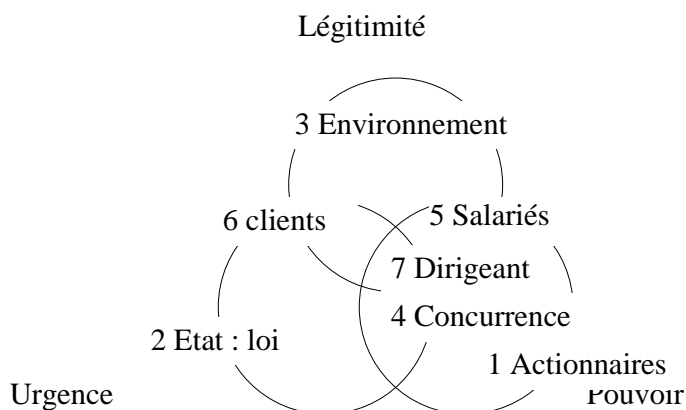 Légitimité
3 Environnement
6 clients
5 Salariés
7 Dirigeant
4 Concurrence
2 Etat : loi
1 Actionnaires
Urgence
Pouvoir